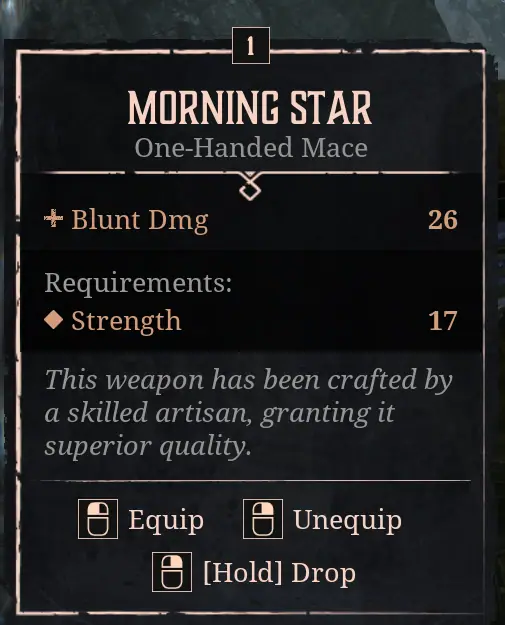 1
MORNING STAR
One-Handed Mace
Blunt Dmg 26
Requirements:
Strength 17
This weapon has been crafted by
a skilled artisan, granting it
superior quality.
Equip Unequip
[Hold] Drop